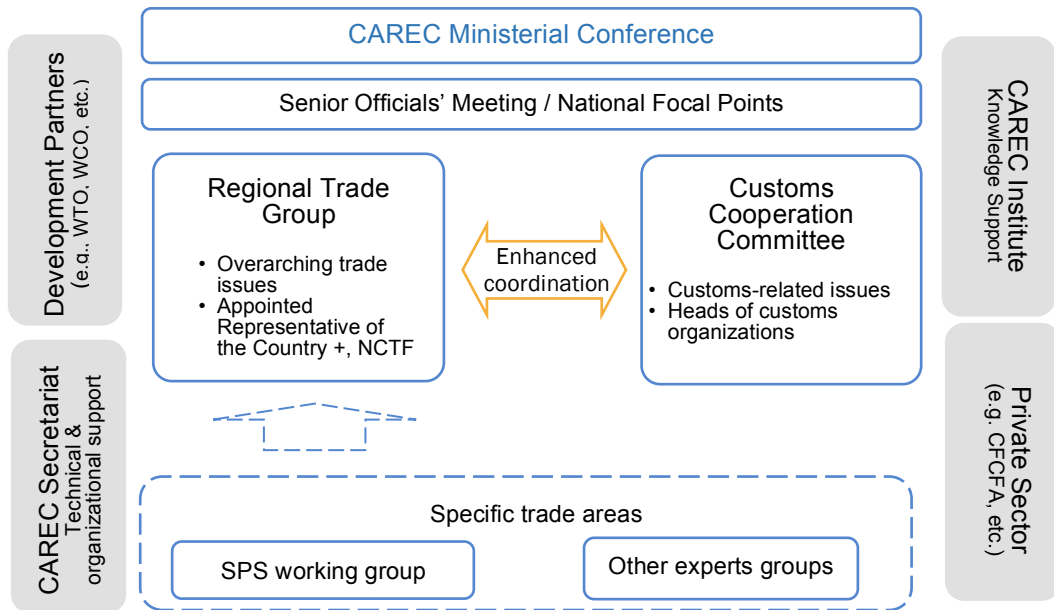 CAREC Ministerial Conference
Senior Officials’ Meeting / National Focal Points
Development Partners
(e.g., WTO, WCO, etc.)
CAREC Secretariat
Technical &
organizational support
Regional Trade
Group
• Overarching trade
issues
• Appointed
Representative of
the Country +, NCTF
Enhanced
coordination
Customs
Cooperation
Committee
• Customs-related issues
• Heads of customs
organizations
Specific trade areas
SPS working group
Other experts groups
CAREC Institute
Knowledge Support
Private Sector
(e.g. CFCFA, etc.)